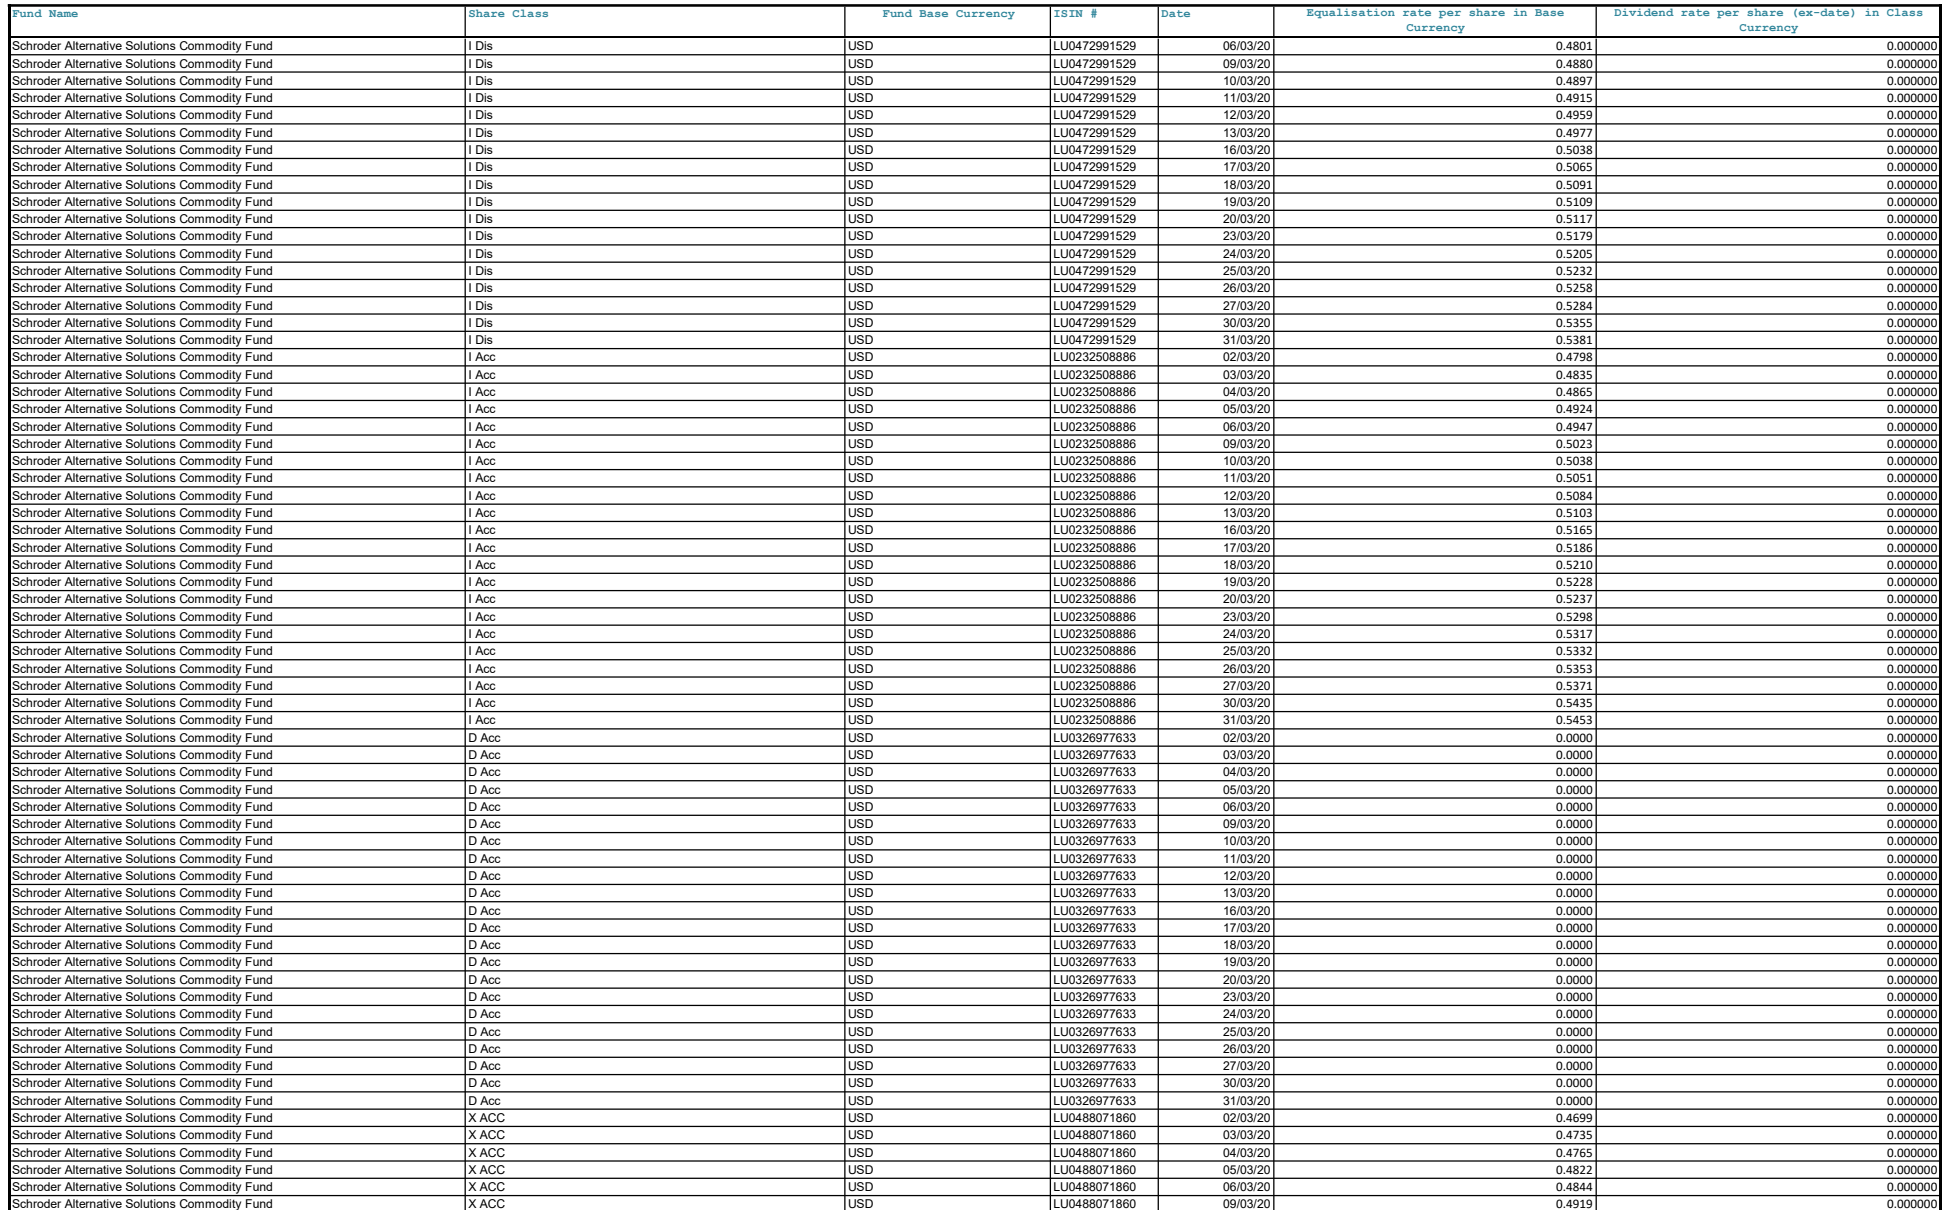 Fund Name Share Class Fund Base Currency ISIN # Date Equalisation rate per share in Base Currency Dividend rate per share (ex-date) in Class Currency
Schroder Alternative Solutions Commodity Fund I Dis USD LU0472991529 06/03/20 0.4801 0.000000
Schroder Alternative Solutions Commodity Fund I Dis USD LU0472991529 09/03/20 0.4880 0.000000
Schroder Alternative Solutions Commodity Fund I Dis USD LU0472991529 10/03/20 0.4897 0.000000
Schroder Alternative Solutions Commodity Fund I Dis USD LU0472991529 11/03/20 0.4915 0.000000
Schroder Alternative Solutions Commodity Fund I Dis USD LU0472991529 12/03/20 0.4959 0.000000
Schroder Alternative Solutions Commodity Fund I Dis USD LU0472991529 13/03/20 0.4977 0.000000
Schroder Alternative Solutions Commodity Fund I Dis USD LU0472991529 16/03/20 0.5038 0.000000
Schroder Alternative Solutions Commodity Fund I Dis USD LU0472991529 17/03/20 0.5065 0.000000
Schroder Alternative Solutions Commodity Fund I Dis USD LU0472991529 18/03/20 0.5091 0.000000
Schroder Alternative Solutions Commodity Fund I Dis USD LU0472991529 19/03/20 0.5109 0.000000
Schroder Alternative Solutions Commodity Fund I Dis USD LU0472991529 20/03/20 0.5117 0.000000
Schroder Alternative Solutions Commodity Fund I Dis USD LU0472991529 23/03/20 0.5179 0.000000
Schroder Alternative Solutions Commodity Fund I Dis USD LU0472991529 24/03/20 0.5205 0.000000
Schroder Alternative Solutions Commodity Fund I Dis USD LU0472991529 25/03/20 0.5232 0.000000
Schroder Alternative Solutions Commodity Fund I Dis USD LU0472991529 26/03/20 0.5258 0.000000
Schroder Alternative Solutions Commodity Fund I Dis USD LU0472991529 27/03/20 0.5284 0.000000
Schroder Alternative Solutions Commodity Fund I Dis USD LU0472991529 30/03/20 0.5355 0.000000
Schroder Alternative Solutions Commodity Fund I Dis USD LU0472991529 31/03/20 0.5381 0.000000
Schroder Alternative Solutions Commodity Fund I Acc USD LU0232508886 02/03/20 0.4798 0.000000
Schroder Alternative Solutions Commodity Fund I Acc USD LU0232508886 03/03/20 0.4835 0.000000
Schroder Alternative Solutions Commodity Fund I Acc USD LU0232508886 04/03/20 0.4865 0.000000
Schroder Alternative Solutions Commodity Fund I Acc USD LU0232508886 05/03/20 0.4924 0.000000
Schroder Alternative Solutions Commodity Fund I Acc USD LU0232508886 06/03/20 0.4947 0.000000
Schroder Alternative Solutions Commodity Fund I Acc USD LU0232508886 09/03/20 0.5023 0.000000
Schroder Alternative Solutions Commodity Fund I Acc USD LU0232508886 10/03/20 0.5038 0.000000
Schroder Alternative Solutions Commodity Fund I Acc USD LU0232508886 11/03/20 0.5051 0.000000
Schroder Alternative Solutions Commodity Fund I Acc USD LU0232508886 12/03/20 0.5084 0.000000
Schroder Alternative Solutions Commodity Fund I Acc USD LU0232508886 13/03/20 0.5103 0.000000
Schroder Alternative Solutions Commodity Fund I Acc USD LU0232508886 16/03/20 0.5165 0.000000
Schroder Alternative Solutions Commodity Fund I Acc USD LU0232508886 17/03/20 0.5186 0.000000
Schroder Alternative Solutions Commodity Fund I Acc USD LU0232508886 18/03/20 0.5210 0.000000
Schroder Alternative Solutions Commodity Fund I Acc USD LU0232508886 19/03/20 0.5228 0.000000
Schroder Alternative Solutions Commodity Fund I Acc USD LU0232508886 20/03/20 0.5237 0.000000
Schroder Alternative Solutions Commodity Fund I Acc USD LU0232508886 23/03/20 0.5298 0.000000
Schroder Alternative Solutions Commodity Fund I Acc USD LU0232508886 24/03/20 0.5317 0.000000
Schroder Alternative Solutions Commodity Fund I Acc USD LU0232508886 25/03/20 0.5332 0.000000
Schroder Alternative Solutions Commodity Fund I Acc USD LU0232508886 26/03/20 0.5353 0.000000
Schroder Alternative Solutions Commodity Fund I Acc USD LU0232508886 27/03/20 0.5371 0.000000
Schroder Alternative Solutions Commodity Fund I Acc USD LU0232508886 30/03/20 0.5435 0.000000
Schroder Alternative Solutions Commodity Fund I Acc USD LU0232508886 31/03/20 0.5453 0.000000
Schroder Alternative Solutions Commodity Fund D Acc USD LU0326977633 02/03/20 0.0000 0.000000
Schroder Alternative Solutions Commodity Fund D Acc USD LU0326977633 03/03/20 0.0000 0.000000
Schroder Alternative Solutions Commodity Fund D Acc USD LU0326977633 04/03/20 0.0000 0.000000
Schroder Alternative Solutions Commodity Fund D Acc USD LU0326977633 05/03/20 0.0000 0.000000
Schroder Alternative Solutions Commodity Fund D Acc USD LU0326977633 06/03/20 0.0000 0.000000
Schroder Alternative Solutions Commodity Fund D Acc USD LU0326977633 09/03/20 0.0000 0.000000
Schroder Alternative Solutions Commodity Fund D Acc USD LU0326977633 10/03/20 0.0000 0.000000
Schroder Alternative Solutions Commodity Fund D Acc USD LU0326977633 11/03/20 0.0000 0.000000
Schroder Alternative Solutions Commodity Fund D Acc USD LU0326977633 12/03/20 0.0000 0.000000
Schroder Alternative Solutions Commodity Fund D Acc USD LU0326977633 13/03/20 0.0000 0.000000
Schroder Alternative Solutions Commodity Fund D Acc USD LU0326977633 16/03/20 0.0000 0.000000
Schroder Alternative Solutions Commodity Fund D Acc USD LU0326977633 17/03/20 0.0000 0.000000
Schroder Alternative Solutions Commodity Fund D Acc USD LU0326977633 18/03/20 0.0000 0.000000
Schroder Alternative Solutions Commodity Fund D Acc USD LU0326977633 19/03/20 0.0000 0.000000
Schroder Alternative Solutions Commodity Fund D Acc USD LU0326977633 20/03/20 0.0000 0.000000
Schroder Alternative Solutions Commodity Fund D Acc USD LU0326977633 23/03/20 0.0000 0.000000
Schroder Alternative Solutions Commodity Fund D Acc USD LU0326977633 24/03/20 0.0000 0.000000
Schroder Alternative Solutions Commodity Fund D Acc USD LU0326977633 25/03/20 0.0000 0.000000
Schroder Alternative Solutions Commodity Fund D Acc USD LU0326977633 26/03/20 0.0000 0.000000
Schroder Alternative Solutions Commodity Fund D Acc USD LU0326977633 27/03/20 0.0000 0.000000
Schroder Alternative Solutions Commodity Fund D Acc USD LU0326977633 30/03/20 0.0000 0.000000
Schroder Alternative Solutions Commodity Fund D Acc USD LU0326977633 31/03/20 0.0000 0.000000
Schroder Alternative Solutions Commodity Fund X ACC USD LU0488071860 02/03/20 0.4699 0.000000
Schroder Alternative Solutions Commodity Fund X ACC USD LU0488071860 03/03/20 0.4735 0.000000
Schroder Alternative Solutions Commodity Fund X ACC USD LU0488071860 04/03/20 0.4765 0.000000
Schroder Alternative Solutions Commodity Fund X ACC USD LU0488071860 05/03/20 0.4822 0.000000
Schroder Alternative Solutions Commodity Fund X ACC USD LU0488071860 06/03/20 0.4844 0.000000
Schroder Alternative Solutions Commodity Fund X ACC USD LU0488071860 09/03/20 0.4919 0.000000